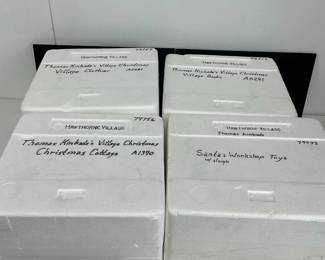 HAWTHORNE VILLAGE
Thomas Kinkade's Village Christmas
Village Clothier
HAWTHORNE VILLAGE
Thomas Kinkade's Village Christmas
Village Books
HAWTHORNE VILLAGE
Thomas Kinkade's Village Christmas
Christmas Cottage A1390
HAWTHORNE VILLAGE
Thomas Kinkade
Santa's Workshop Toys
w/ sleigh